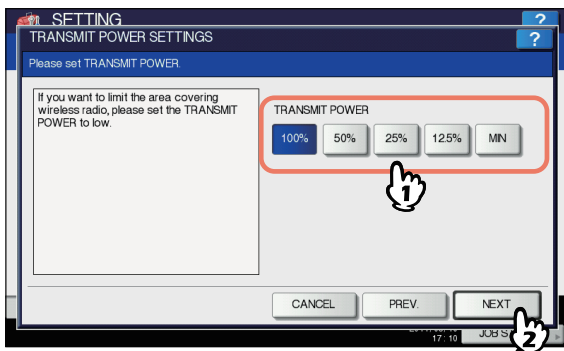 SETTING
?
TRANSMIT POWER SETTINGS
?
Please set TRANSMIT POWER.
If you want to limit the area covering
wireless radio, please set the TRANSMIT
POWER to low.
TRANSMIT POWER
100% 50% 25% 12.5% MIN
1
CANCEL PREV. NEXT
2
17:10
JOB S